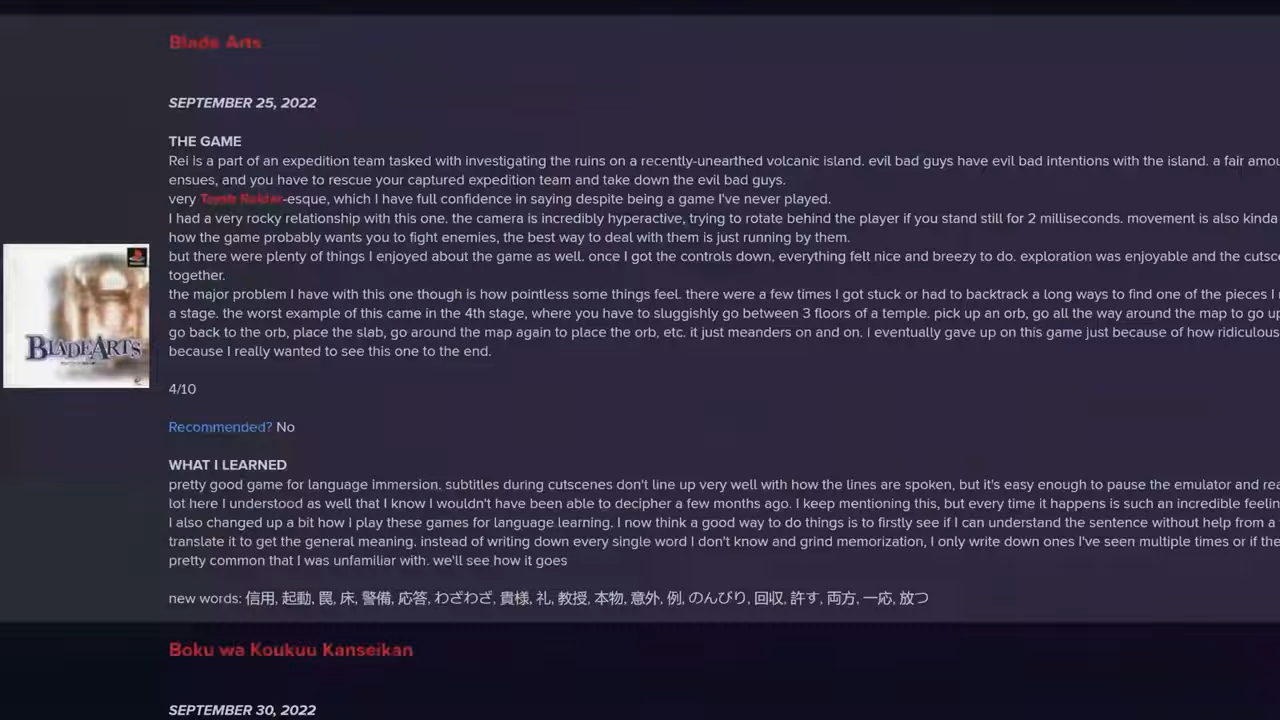 Blade Arts
SEPTEMBER 25, 2022
THE GAME
Rei is a part of an expedition team tasked with investigating the ruins on a recently-unearthed volcanic island. evil bad guys have evil bad intentions with the island. a fair amou
ensues, and you have to rescue your captured expedition team and take down the evil bad guys.
very Tomb Raider-esque, which I have full confidence in saying despite being a game I've never played.
I had a very rocky relationship with this one. the camera is incredibly hyperactive, trying to rotate behind the player if you stand still for 2 milliseconds. movement is also kinda
how the game probably wants you to fight enemies, the best way to deal with them is just running by them.
but there were plenty of things I enjoyed about the game as well. once I got the controls down, everything felt nice and breezy to do. exploration was enjoyable and the cutsc
together.
the major problem I have with this one though is how pointless some things feel. there were a few times I got stuck or had to backtrack a long ways to find one of the pieces I
a stage. the worst example of this came in the 4th stage, where you have to sluggishly go between 3 floors of a temple. pick up an orb, go all the way around the map to go up
go back to the orb, place the slab, go around the map again to place the orb, etc. it just meanders on and on. i eventually gave up on this game just because of how ridiculous
because I really wanted to see this one to the end.
BLADEARTS
4/10
Recommended? No
WHAT I LEARNED
pretty good game for language immersion. subtitles during cutscenes don't line up very well with how the lines are spoken, but it's easy enough to pause the emulator and rea
lot here I understood as well that I know I wouldn't have been able to decipher a few months ago. I keep mentioning this, but every time it happens is such an incredible feelin
I also changed up a bit how I play these games for language learning. I now think a good way to do things is to firstly see if I can understand the sentence without help from a
translate it to get the general meaning. instead of writing down every single word I don't know and grind memorization, I only write down ones I've seen multiple times or if the
pretty common that I was unfamiliar with. we'll see how it goes
new words: 信用, 起動, 罠, 床, 警備, 応答, わざわざ, 貴様, 礼, 教授, 本物, 意外, 例, のんびり, 回収, 許す, 両方, 一応, 放つ
Boku wa Koukuu Kanseikan
SEPTEMBER 30, 2022